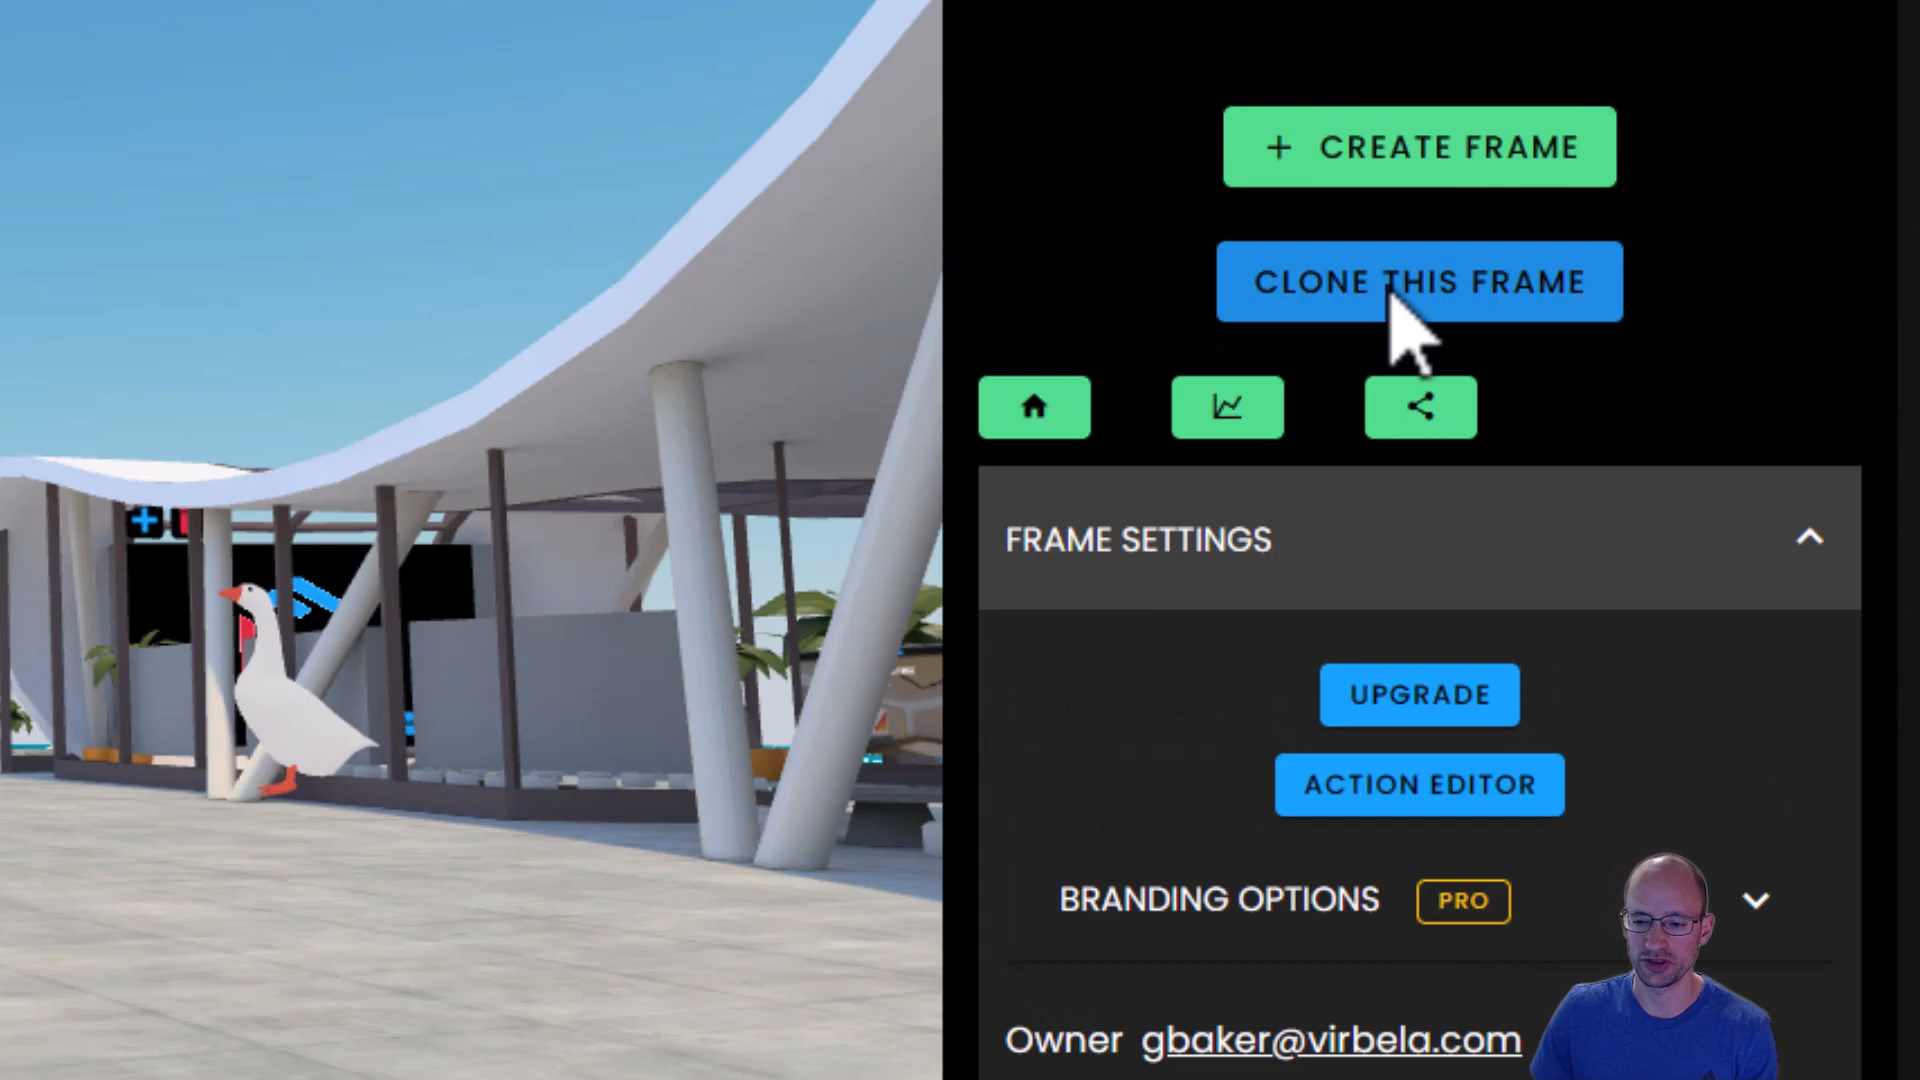 + CREATE FRAME
CLONE THIS FRAME
FRAME SETTINGS
UPGRADE
ACTION EDITOR
BRANDING OPTIONS PRO
Owner gbaker@virbela.com